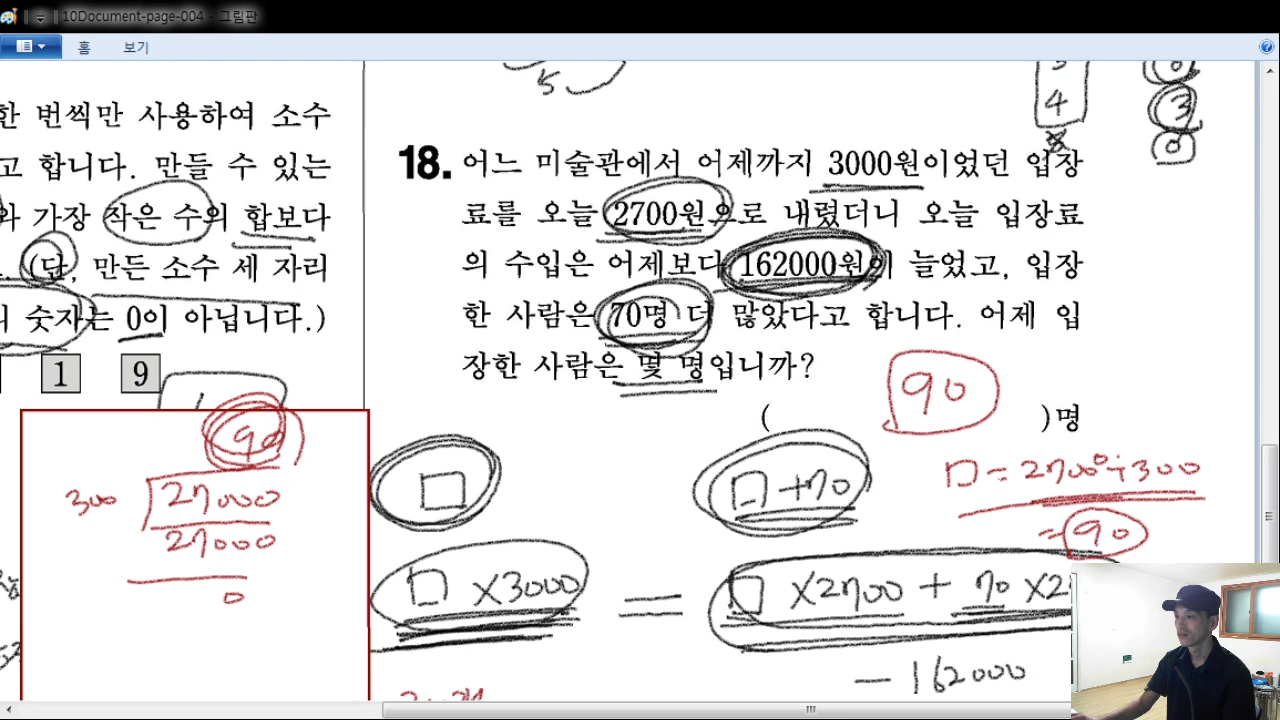 10Document-page-004 - 그림판
홈 보기
한 번씩만 사용하여 소수
고 합니다. 만들 수 있는
와 가장 작은 수의 합보다
(단, 만든 소수 세 자리
의 숫자는 0이 아닙니다.)
1 9
5
4
3
0
18. 어느 미술관에서 어제까지 3000원이었던 입장
료를 오늘 2700원으로 내렸더니 오늘 입장료
의 수입은 어제보다 162000원이 늘었고, 입장
한 사람은 70명 더 많았다고 합니다. 어제 입
장한 사람은 몇 명입니까?
90
( )명
90
300 27000
27000
0
□ □+70
□=27000÷300
=90
□×3000 = □×2700+70×2
-162000